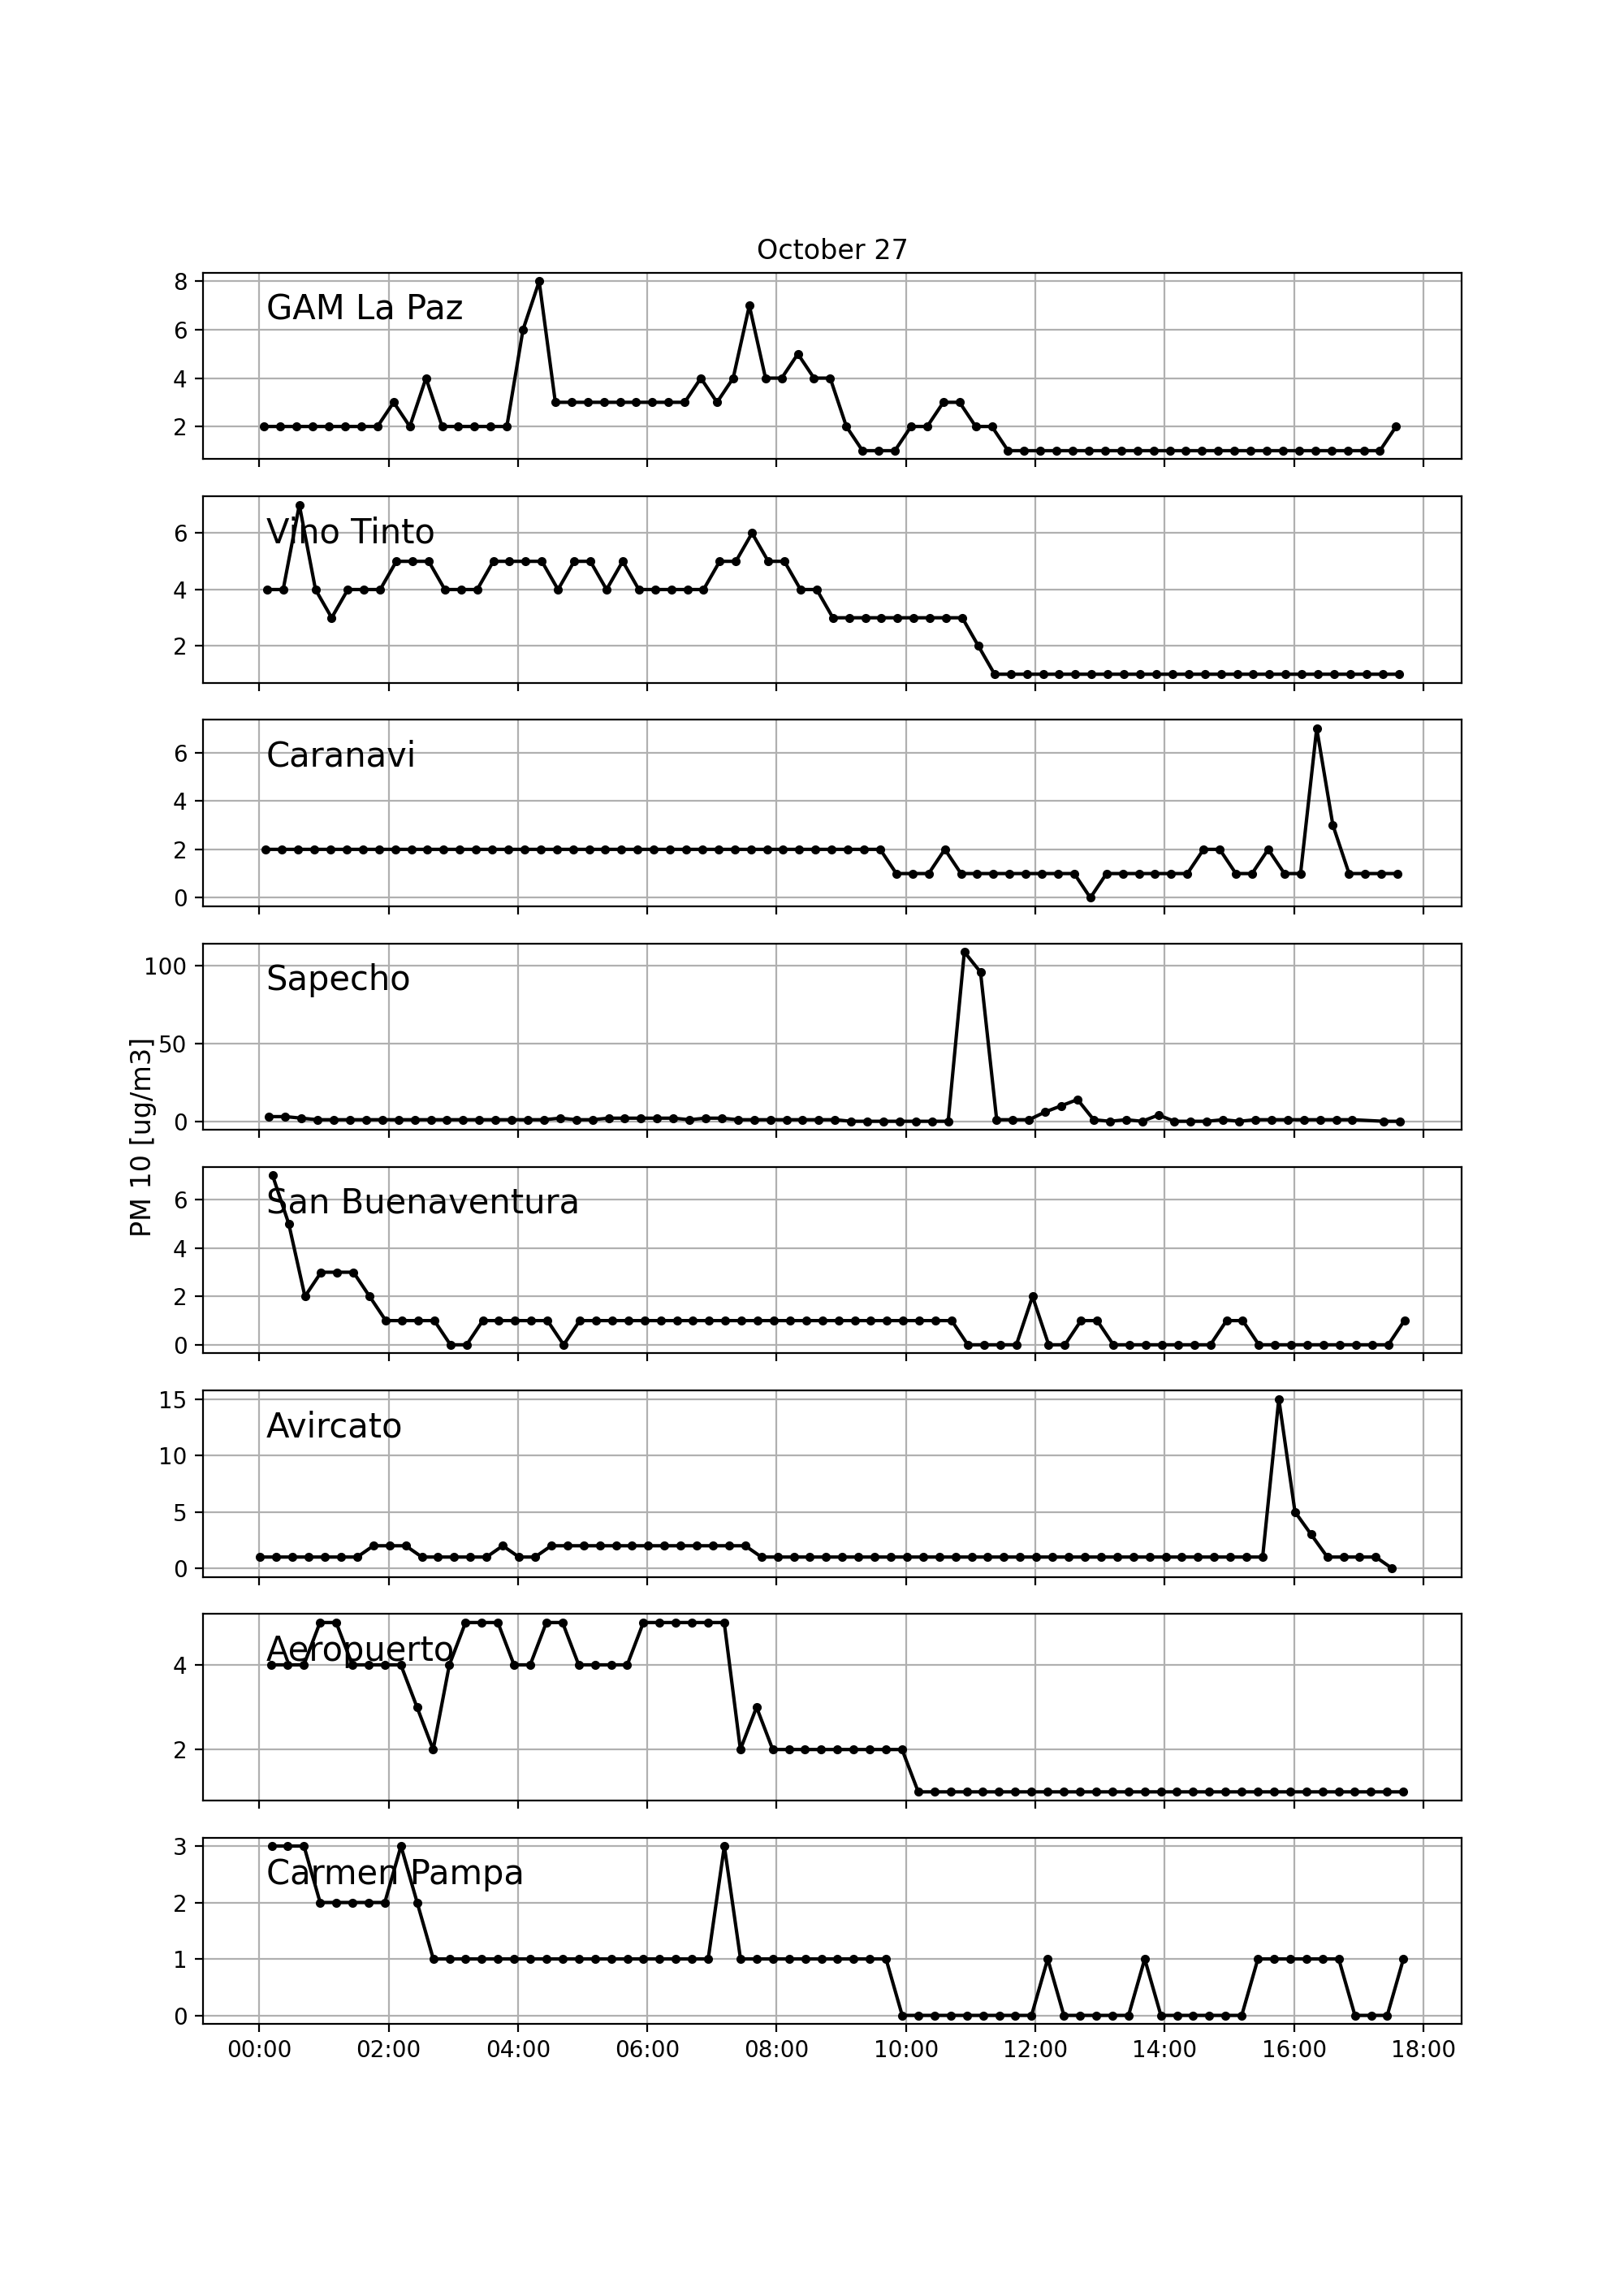 October 27
8
GAM La Paz
6
4
2
Vino Tinto
6
4
2
Caranavi
6
4
2
0
100
Sapecho
50
0
PM 10 [ug/m3]
San Buenaventura
6
4
2
0
15
Avircato
10
5
0
Aeropuerto
4
2
3
Carmen Pampa
2
1
0
00:00 02:00 04:00 06:00 08:00 10:00 12:00 14:00 16:00 18:00